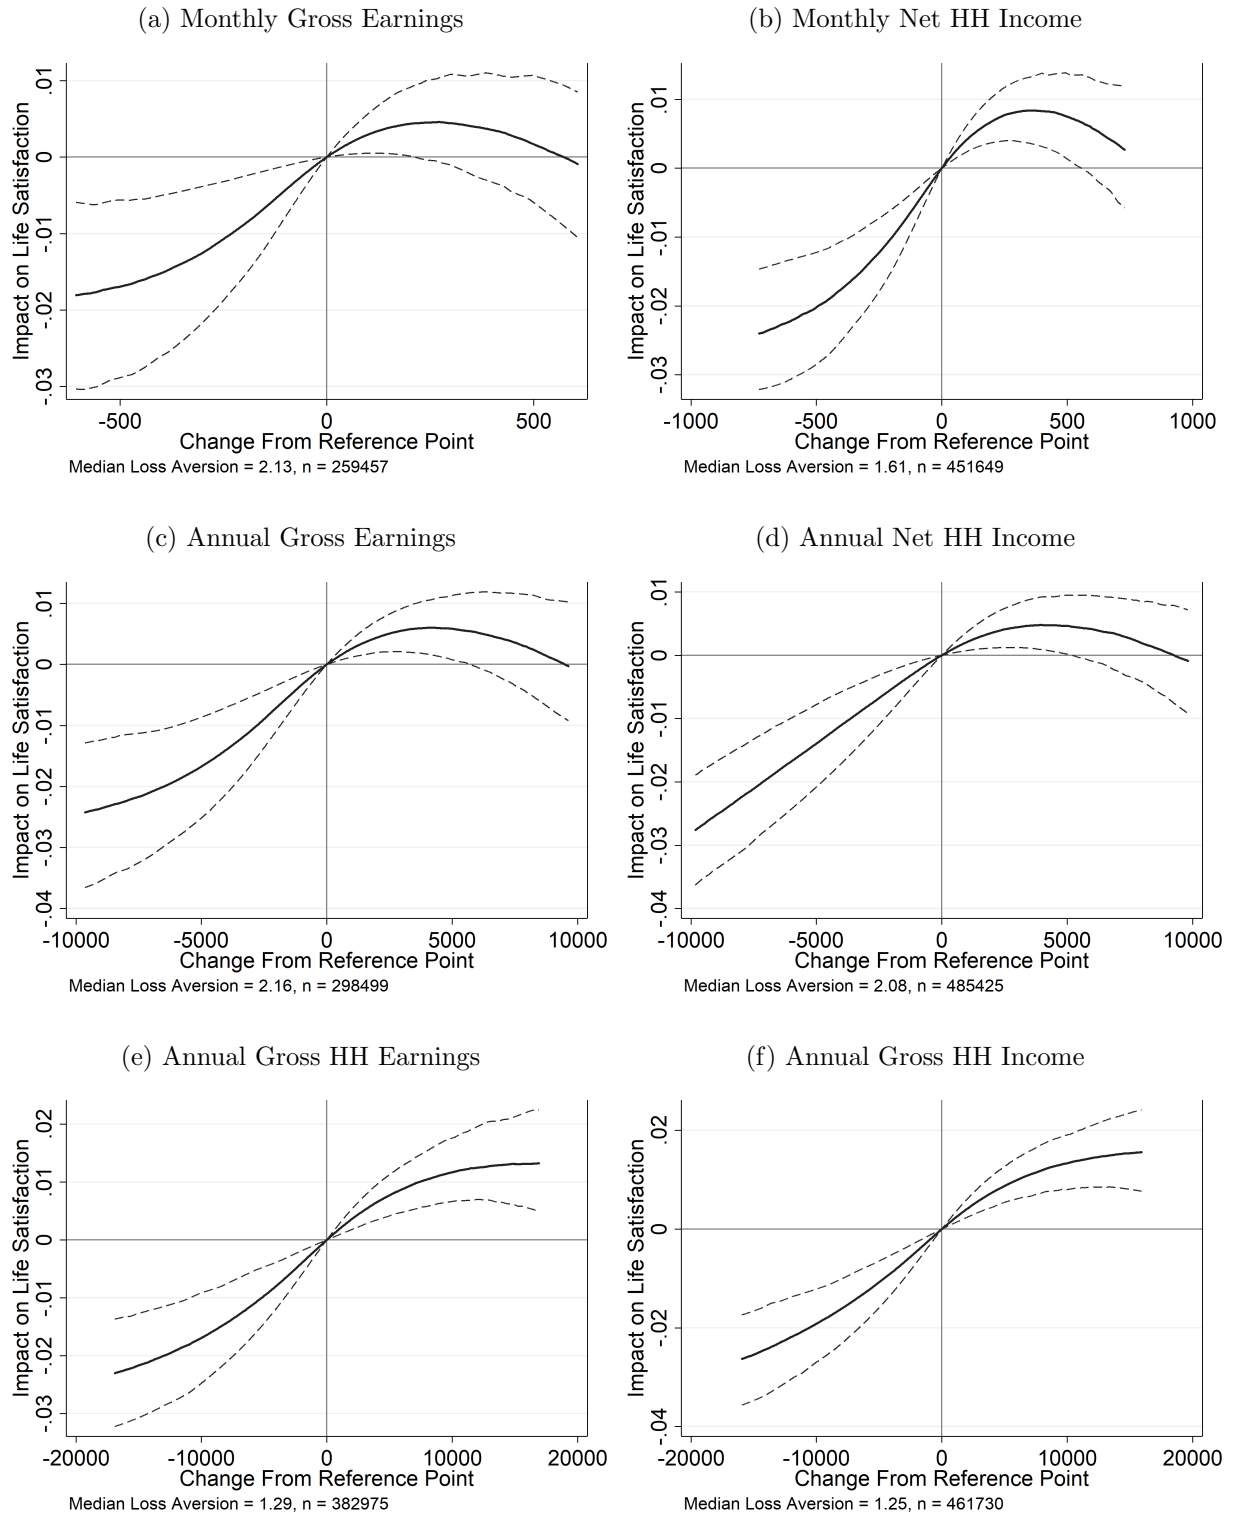 (a) Monthly Gross Earnings
Impact on Life Satisfaction
.01
0
-.01
-.02
-.03
-500
0
500
Change From Reference Point
Median Loss Aversion = 2.13, n = 259457
(b) Monthly Net HH Income
Impact on Life Satisfaction
.01
0
-.01
-.02
-.03
-1000
-500
0
500
1000
Change From Reference Point
Median Loss Aversion = 1.61, n = 451649
(c) Annual Gross Earnings
Impact on Life Satisfaction
.01
0
-.01
-.02
-.03
-.04
-10000
-5000
0
5000
10000
Change From Reference Point
Median Loss Aversion = 2.16, n = 298499
(d) Annual Net HH Income
Impact on Life Satisfaction
.01
0
-.01
-.02
-.03
-.04
-10000
-5000
0
5000
10000
Change From Reference Point
Median Loss Aversion = 2.08, n = 485425
(e) Annual Gross HH Earnings
Impact on Life Satisfaction
.02
.01
0
-.01
-.02
-.03
-20000
-10000
0
10000
20000
Change From Reference Point
Median Loss Aversion = 1.29, n = 382975
(f) Annual Gross HH Income
Impact on Life Satisfaction
.02
0
-.02
-.04
-20000
-10000
0
10000
20000
Change From Reference Point
Median Loss Aversion = 1.25, n = 461730